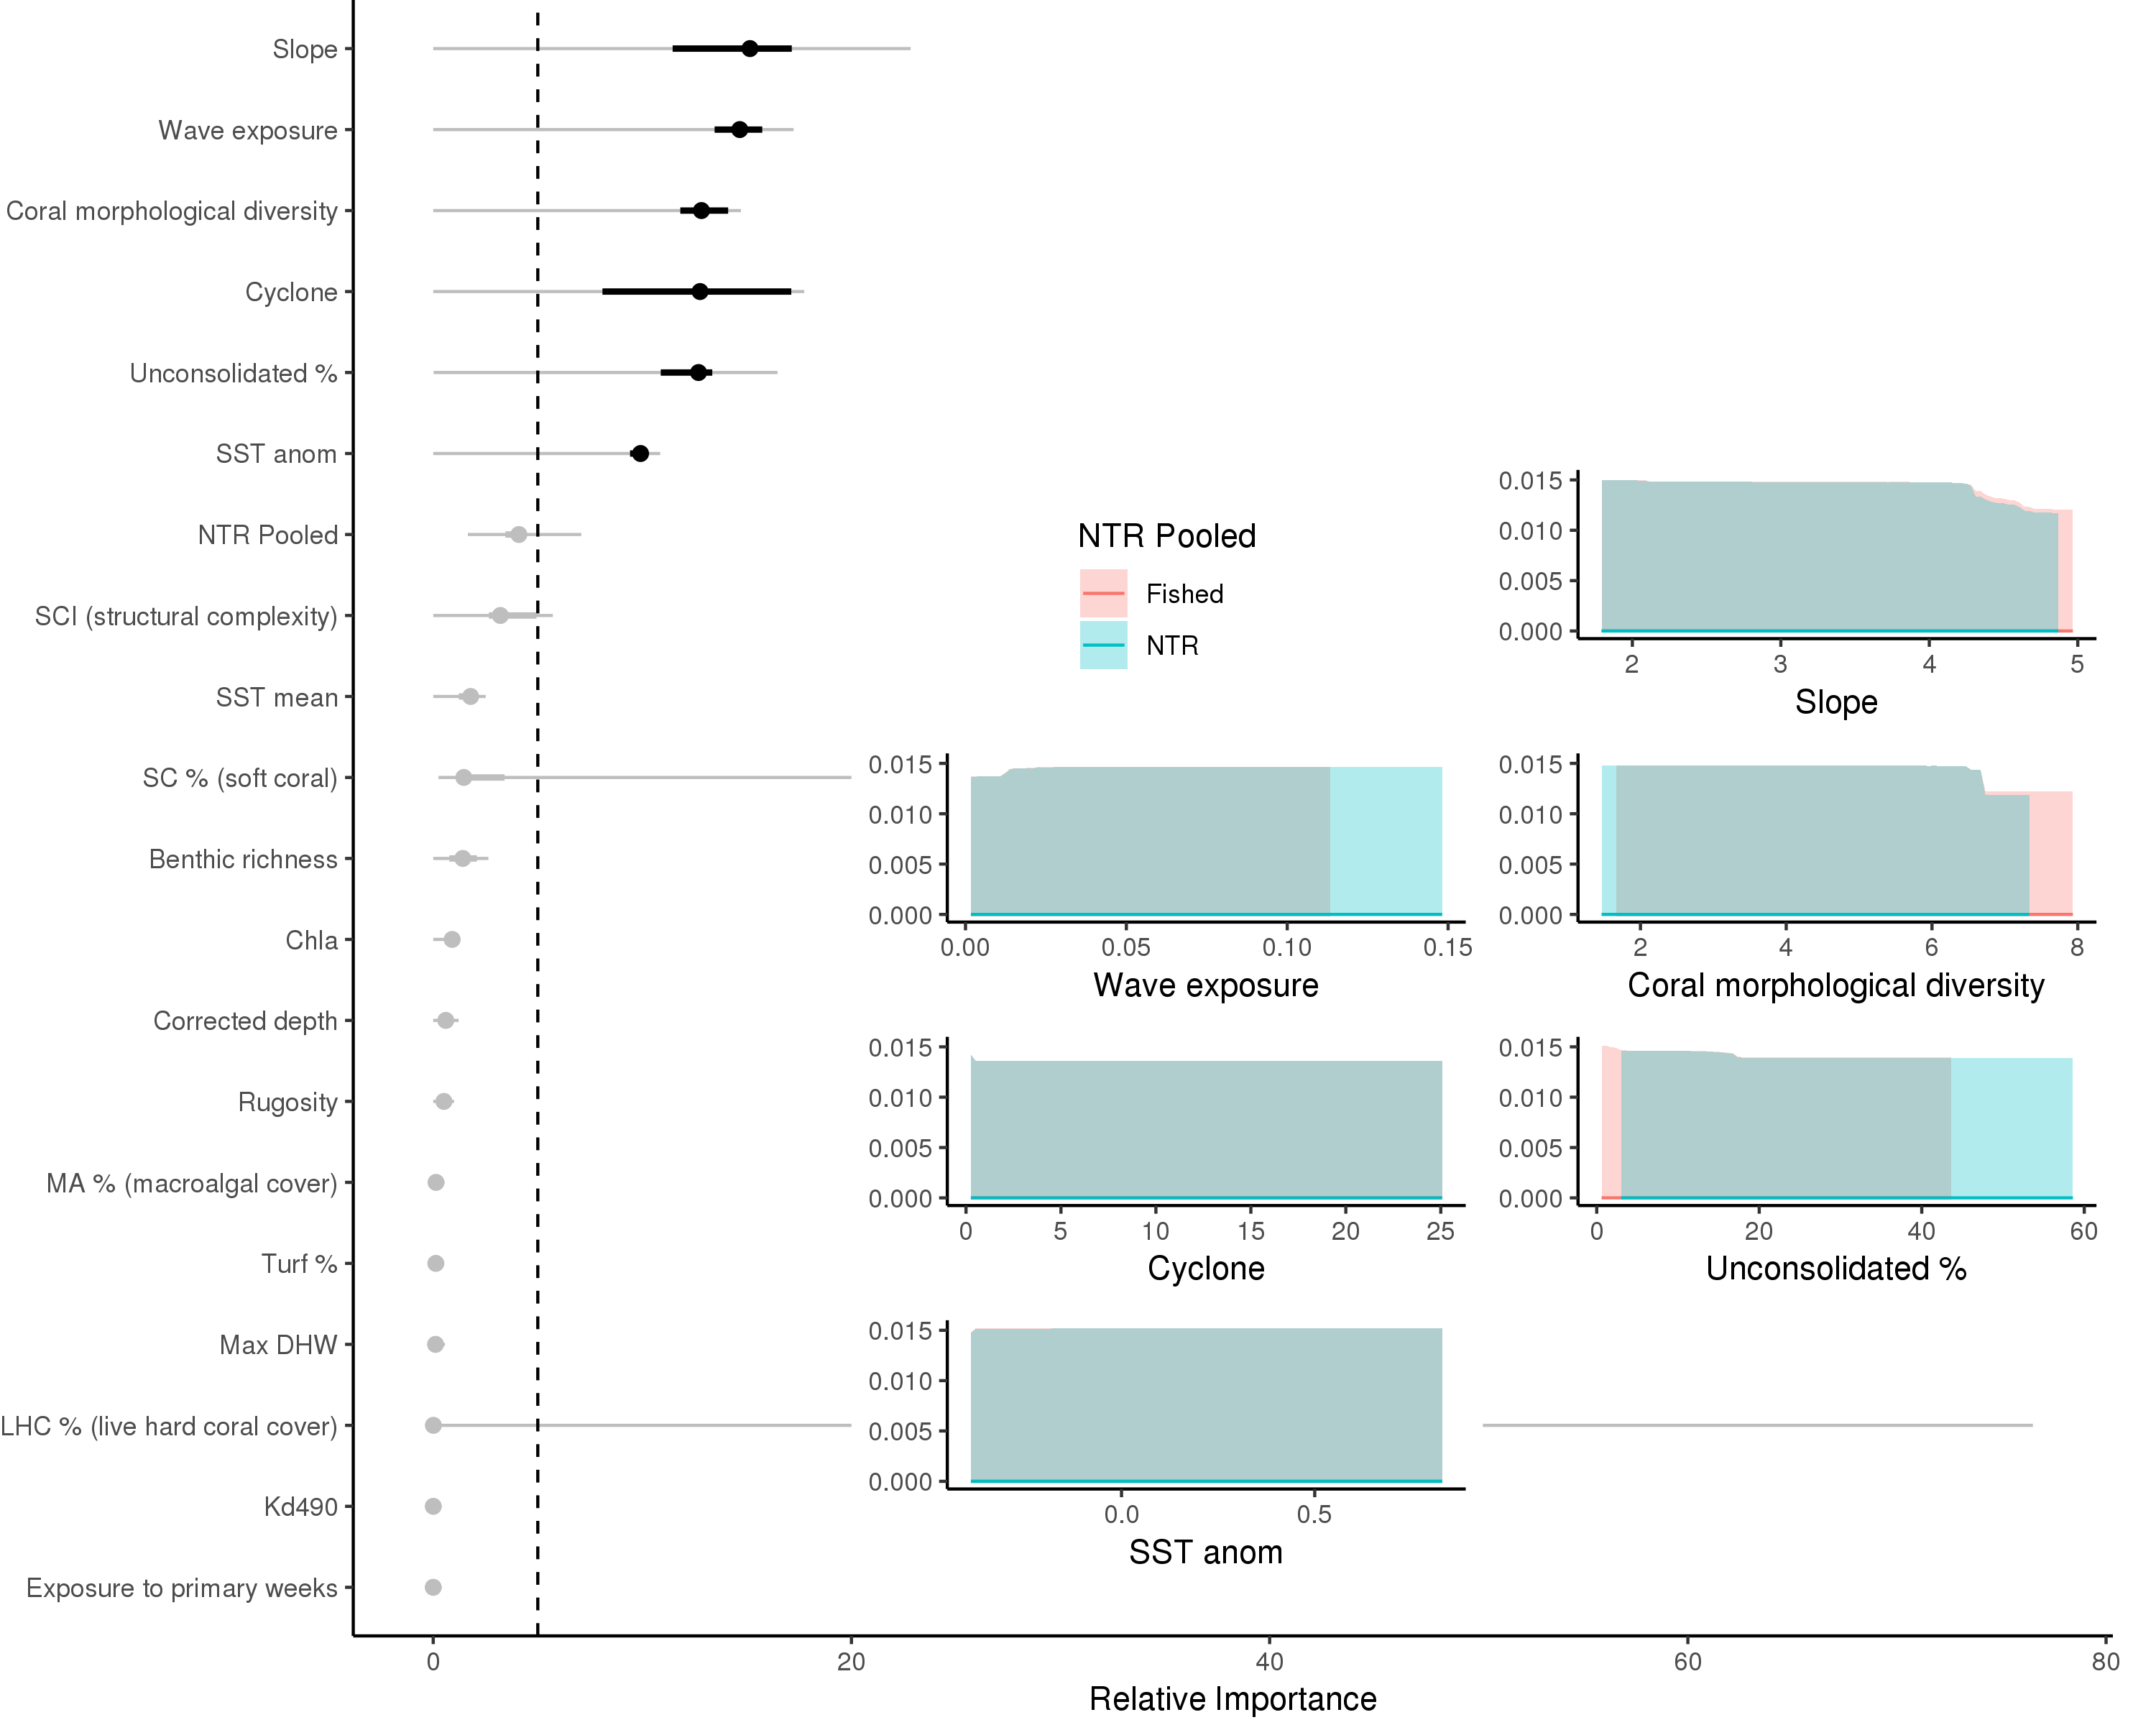 Slope
Wave exposure
Coral morphological diversity
Cyclone
Unconsolidated %
SST anom
NTR Pooled
SCI (structural complexity)
SST mean
SC % (soft coral)
Benthic richness
Chla
Corrected depth
Rugosity
MA % (macroalgal cover)
Turf %
Max DHW
LHC % (live hard coral cover)
Kd490
Exposure to primary weeks
0 20 40 60 80
Relative Importance
NTR Pooled
Fished
NTR
0.015
0.010
0.005
0.000
2 3 4 5
Slope
0.015
0.010
0.005
0.000
0.00 0.05 0.10 0.15
Wave exposure
0.015
0.010
0.005
0.000
2 4 6 8
Coral morphological diversity
0.015
0.010
0.005
0.000
0 5 10 15 20 25
Cyclone
0.015
0.010
0.005
0.000
0 20 40 60
Unconsolidated %
0.015
0.010
0.005
0.000
0.0 0.5
SST anom